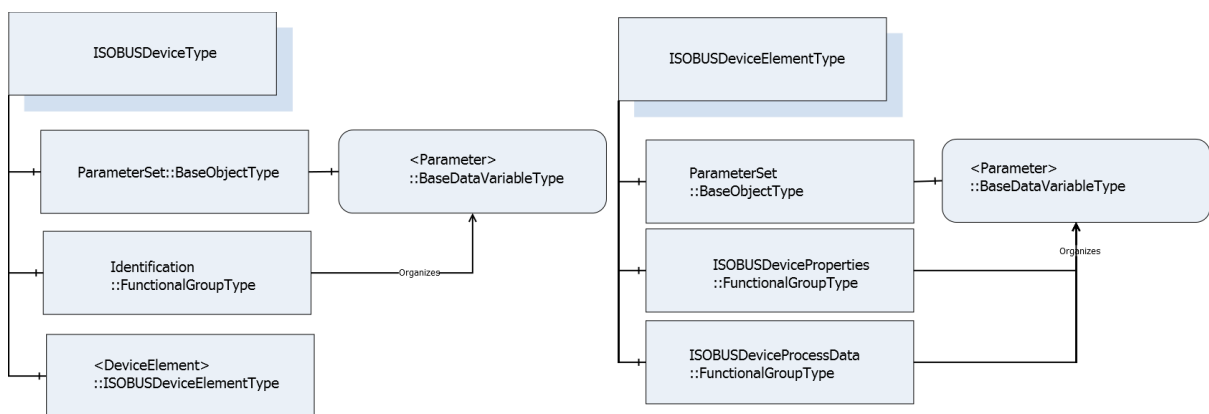 ISOBUSDeviceType
ParameterSet::BaseObjectType
<Parameter>
::BaseDataVariableType
Identification
::FunctionalGroupType
Organizes
<DeviceElement>
::ISOBUSDeviceElementType
ISOBUSDeviceElementType
ParameterSet
::BaseObjectType
<Parameter>
::BaseDataVariableType
Organizes
ISOBUSDeviceProperties
::FunctionalGroupType
ISOBUSDeviceProcessData
::FunctionalGroupType